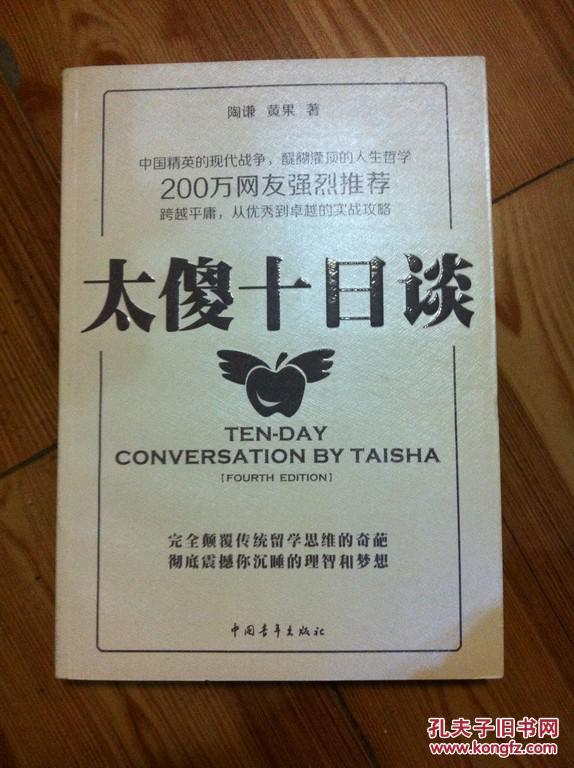 陶谦 黄果 著
中国精英的现代战争，醍醐灌顶的人生哲学
200万网友强烈推荐
跨越平庸，从优秀到卓越的实战攻略
太傻十日谈
TEN-DAY
CONVERSATION BY TAISHA
[FOURTH EDITION]
完全颠覆传统留学思维的奇葩
彻底震撼你沉睡的理智和梦想
中国青年出版社
孔夫子旧书网
www.kongfz.com